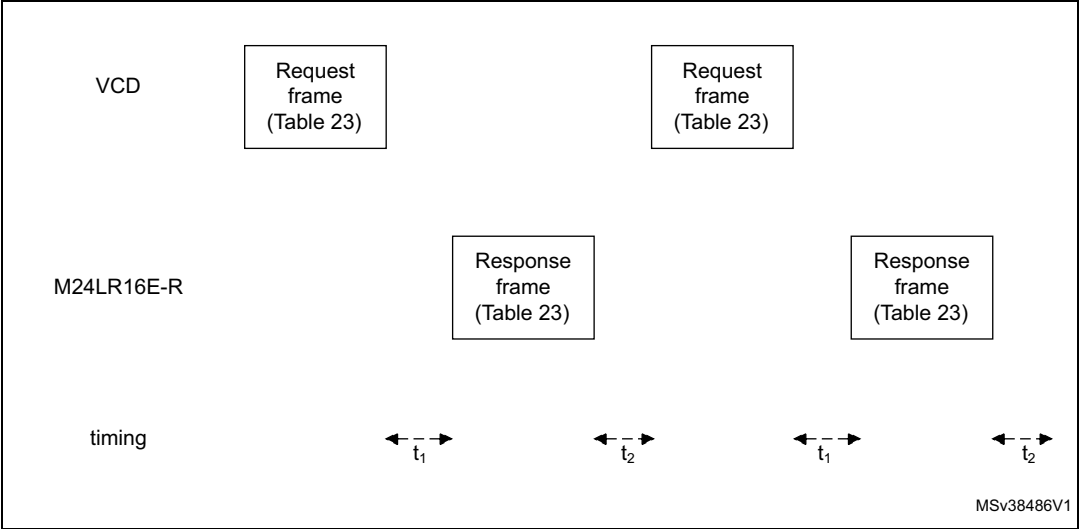 VCD
Request
frame
(Table 23)
Request
frame
(Table 23)
M24LR16E-R
Response
frame
(Table 23)
Response
frame
(Table 23)
timing
t₁
t₂
t₁
t₂
MSv38486V1